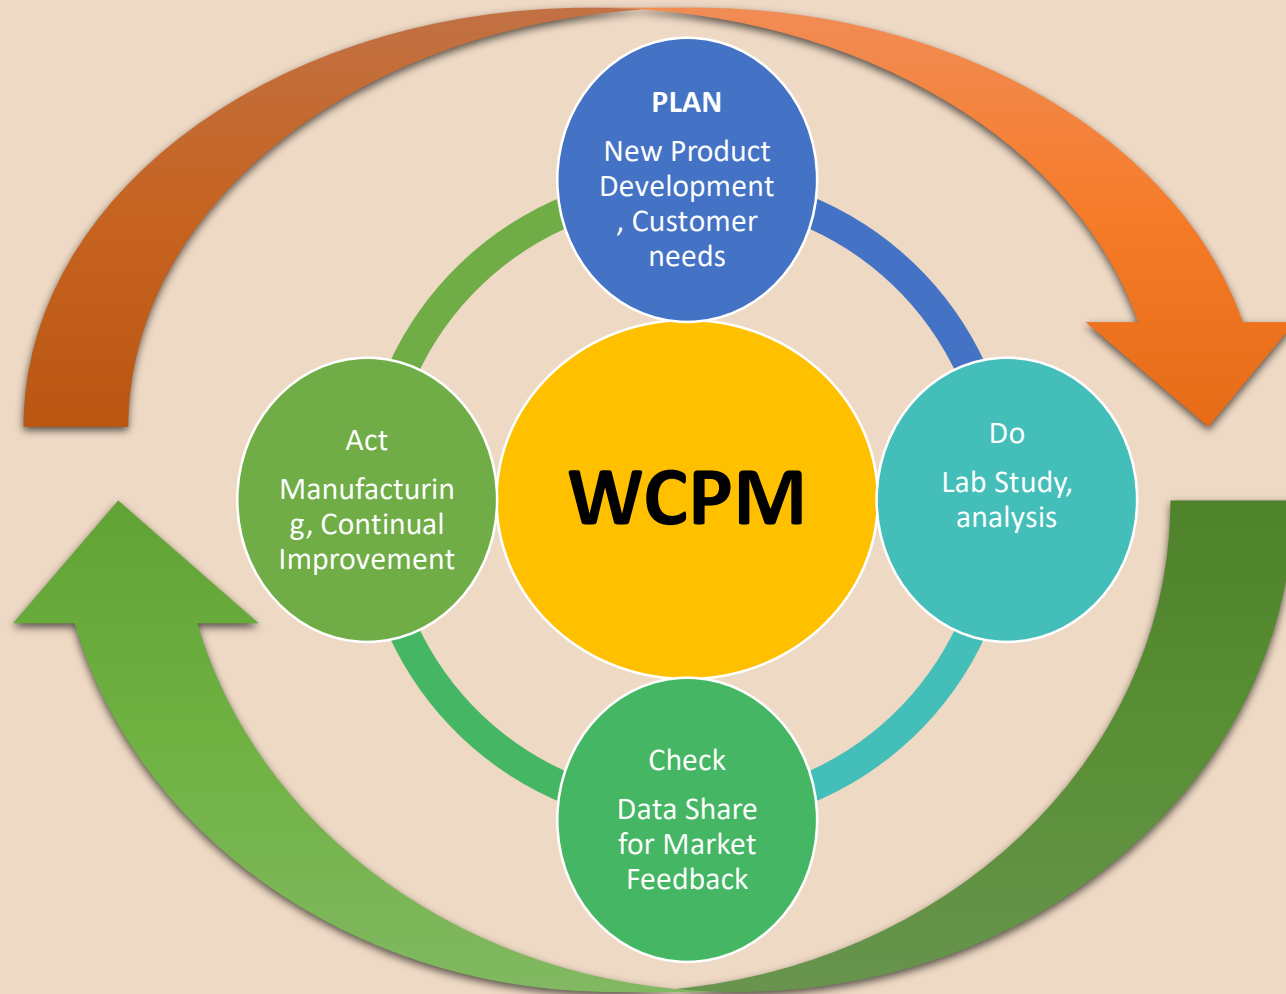 PLAN
New Product
Development
, Customer
needs
Act
Manufacturin
g, Continual
Improvement
WCPM
Do
Lab Study,
analysis
Check
Data Share
for Market
Feedback